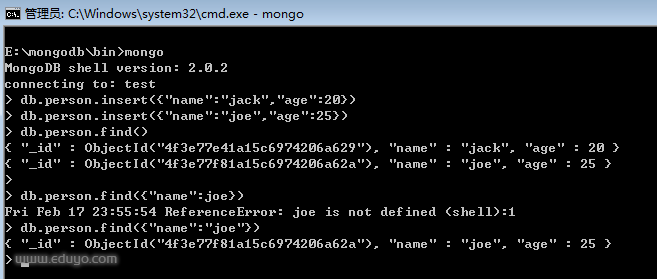 管理员: C:\Windows\system32\cmd.exe - mongo
E:\mongodb\bin>mongo
MongoDB shell version: 2.0.2
connecting to: test
> db.person.insert({"name":"jack","age":20})
> db.person.insert({"name":"joe","age":25})
> db.person.find()
{ "_id" : ObjectId("4f3e77e41a15c6974206a629"), "name" : "jack", "age" : 20 }
{ "_id" : ObjectId("4f3e77f81a15c6974206a62a"), "name" : "joe", "age" : 25 }
>
> db.person.find({"name":joe})
Fri Feb 17 23:55:54 ReferenceError: joe is not defined (shell):1
> db.person.find({"name":"joe"})
{ "_id" : ObjectId("4f3e77f81a15c6974206a62a"), "name" : "joe", "age" : 25 }
>
www.eduyo.com